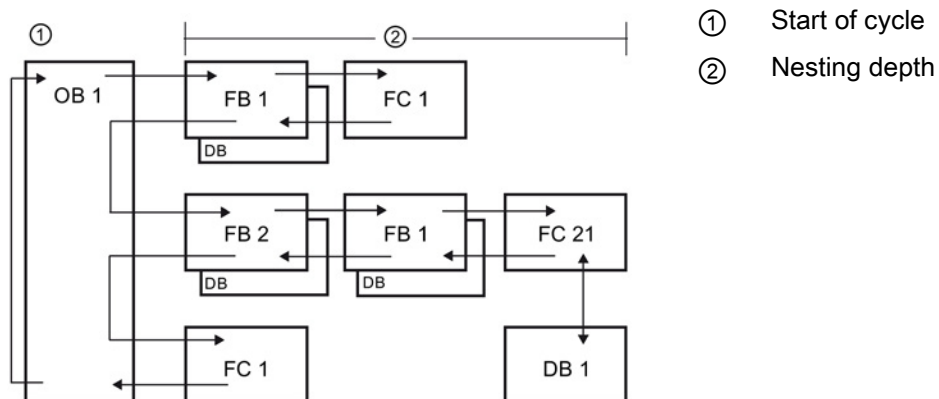 ① ②
① Start of cycle
② Nesting depth
OB 1 FB 1 FC 1
DB
FB 2 FB 1 FC 21
DB DB
FC 1 DB 1